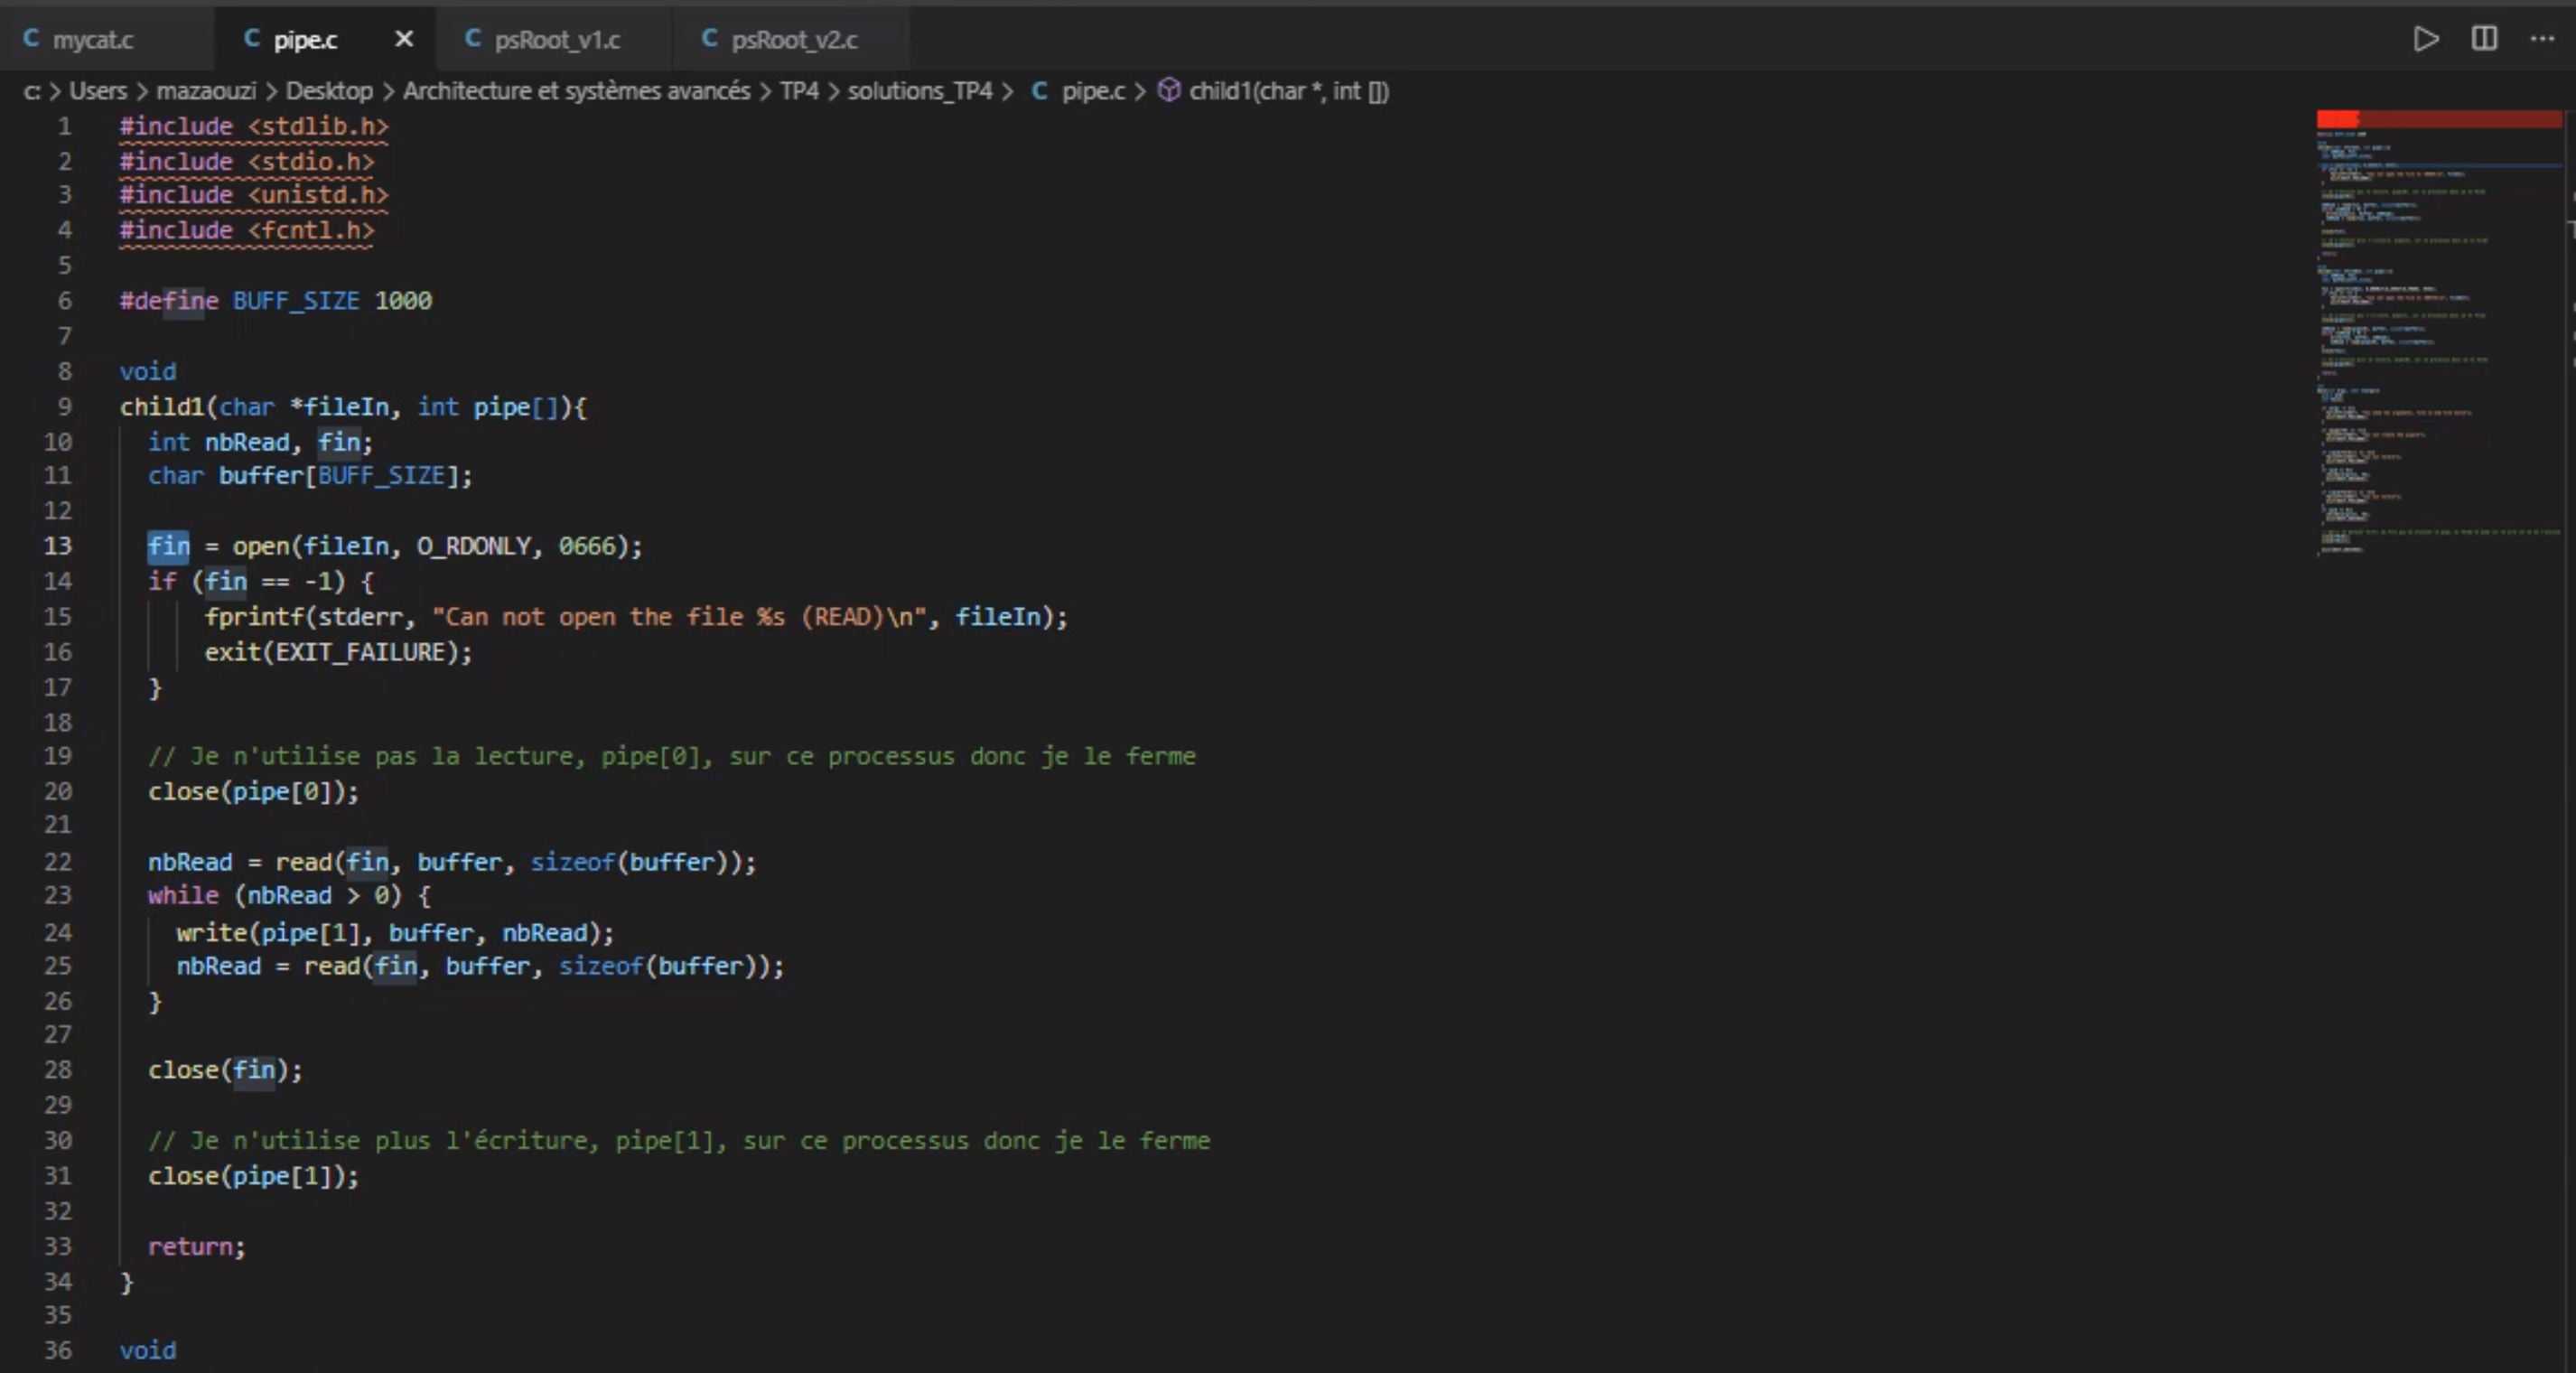 C mycat.c C pipe.c × C psRoot_v1.c C psRoot_v2.c
c: > Users > mazaouzi > Desktop > Architecture et systèmes avancés > TP4 > solutions_TP4 > C pipe.c > child1(char *, int [])
1 #include <stdlib.h>
2 #include <stdio.h>
3 #include <unistd.h>
4 #include <fcntl.h>
5
6 #define BUFF_SIZE 1000
7
8 void
9 child1(char *fileIn, int pipe[]){
10 int nbRead, fin;
11 char buffer[BUFF_SIZE];
12
13 fin = open(fileIn, O_RDONLY, 0666);
14 if (fin == -1) {
15 fprintf(stderr, "Can not open the file %s (READ)\n", fileIn);
16 exit(EXIT_FAILURE);
17 }
18
19 // Je n'utilise pas la lecture, pipe[0], sur ce processus donc je le ferme
20 close(pipe[0]);
21
22 nbRead = read(fin, buffer, sizeof(buffer));
23 while (nbRead > 0) {
24 write(pipe[1], buffer, nbRead);
25 nbRead = read(fin, buffer, sizeof(buffer));
26 }
27
28 close(fin);
29
30 // Je n'utilise plus l'écriture, pipe[1], sur ce processus donc je le ferme
31 close(pipe[1]);
32
33 return;
34 }
35
36 void